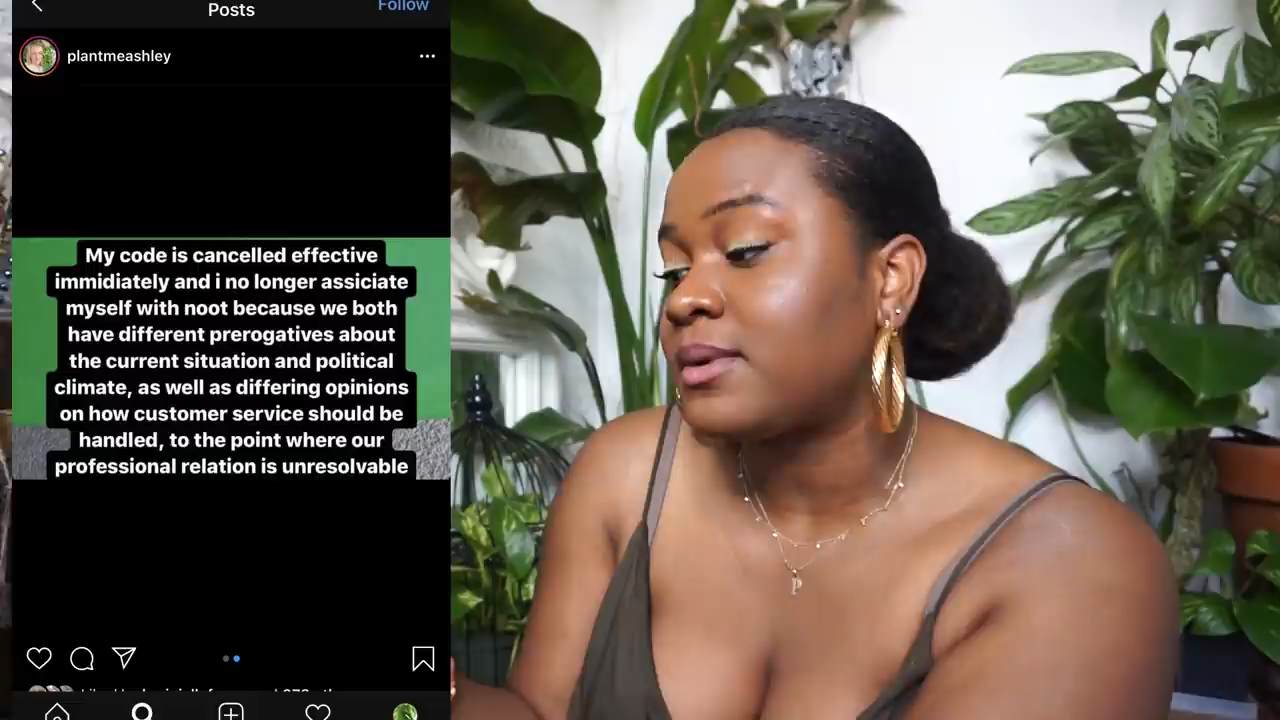 Posts
Follow
plantmeashley
My code is cancelled effective
immidiately and i no longer assiciate
myself with noot because we both
have different prerogatives about
the current situation and political
climate, as well as differing opinions
on how customer service should be
handled, to the point where our
professional relation is unresolvable